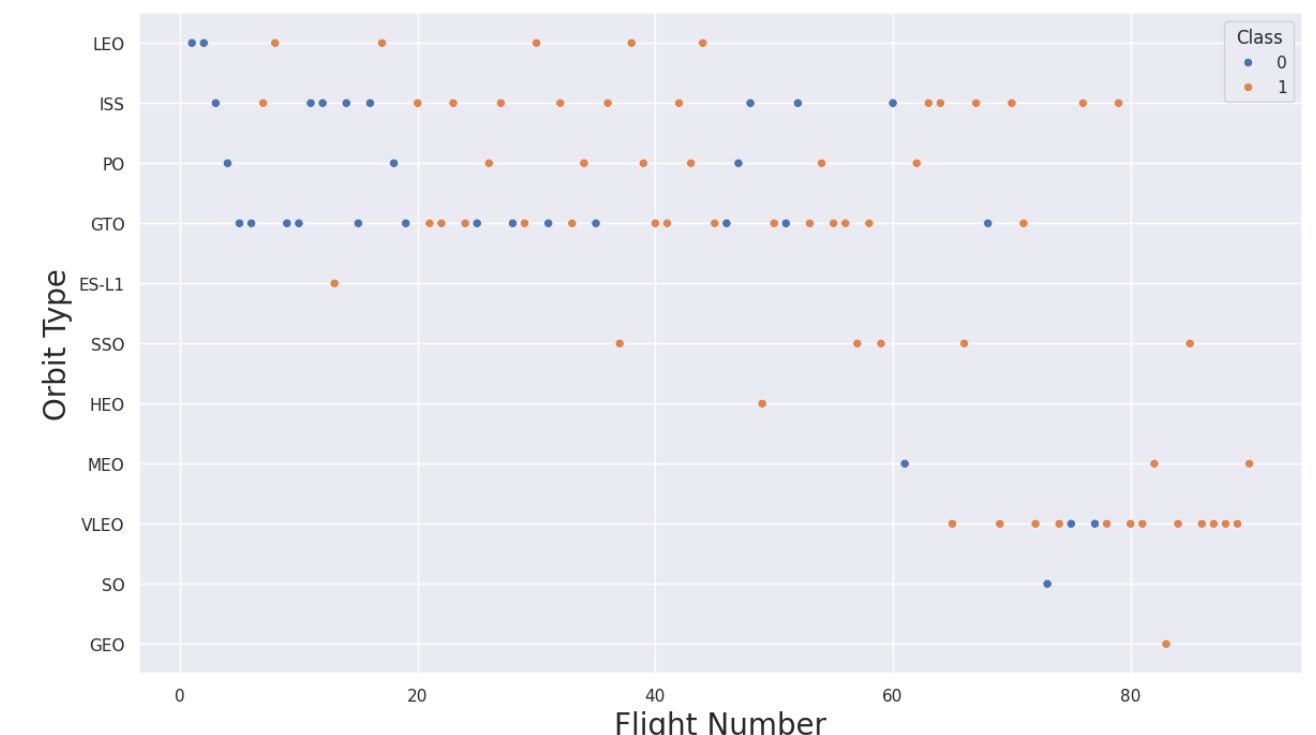 Class
0
1
LEO
ISS
PO
GTO
ES-L1
SSO
HEO
MEO
VLEO
SO
GEO
Orbit Type
0 20 40 60 80
Flight Number